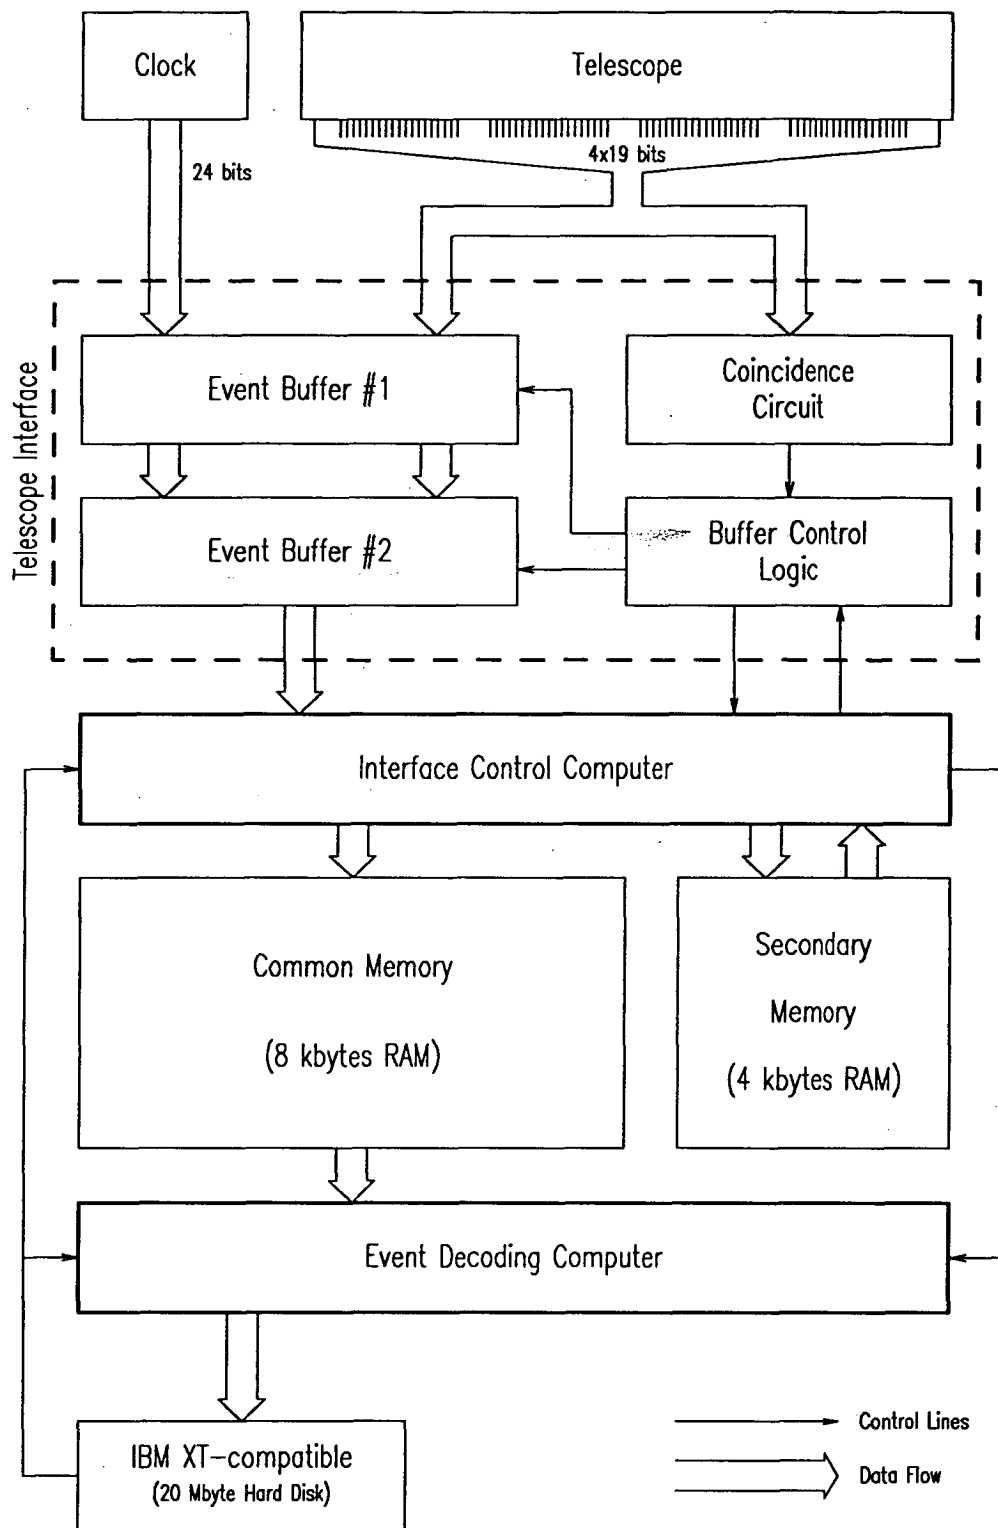 Clock
Telescope
4x19 bits
24 bits
Telescope Interface
Event Buffer #1
Coincidence
Circuit
Event Buffer #2
Buffer Control
Logic
Interface Control Computer
Common Memory
(8 kbytes RAM)
Secondary
Memory
(4 kbytes RAM)
Event Decoding Computer
IBM XT-compatible
(20 Mbyte Hard Disk)
Control Lines
Data Flow